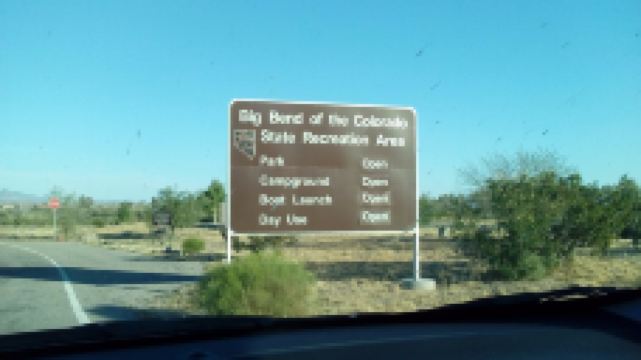 Big Bend of the Colorado
State Recreation Area
Park Open
Campground Open
Boat Launch Open
Day Use Open